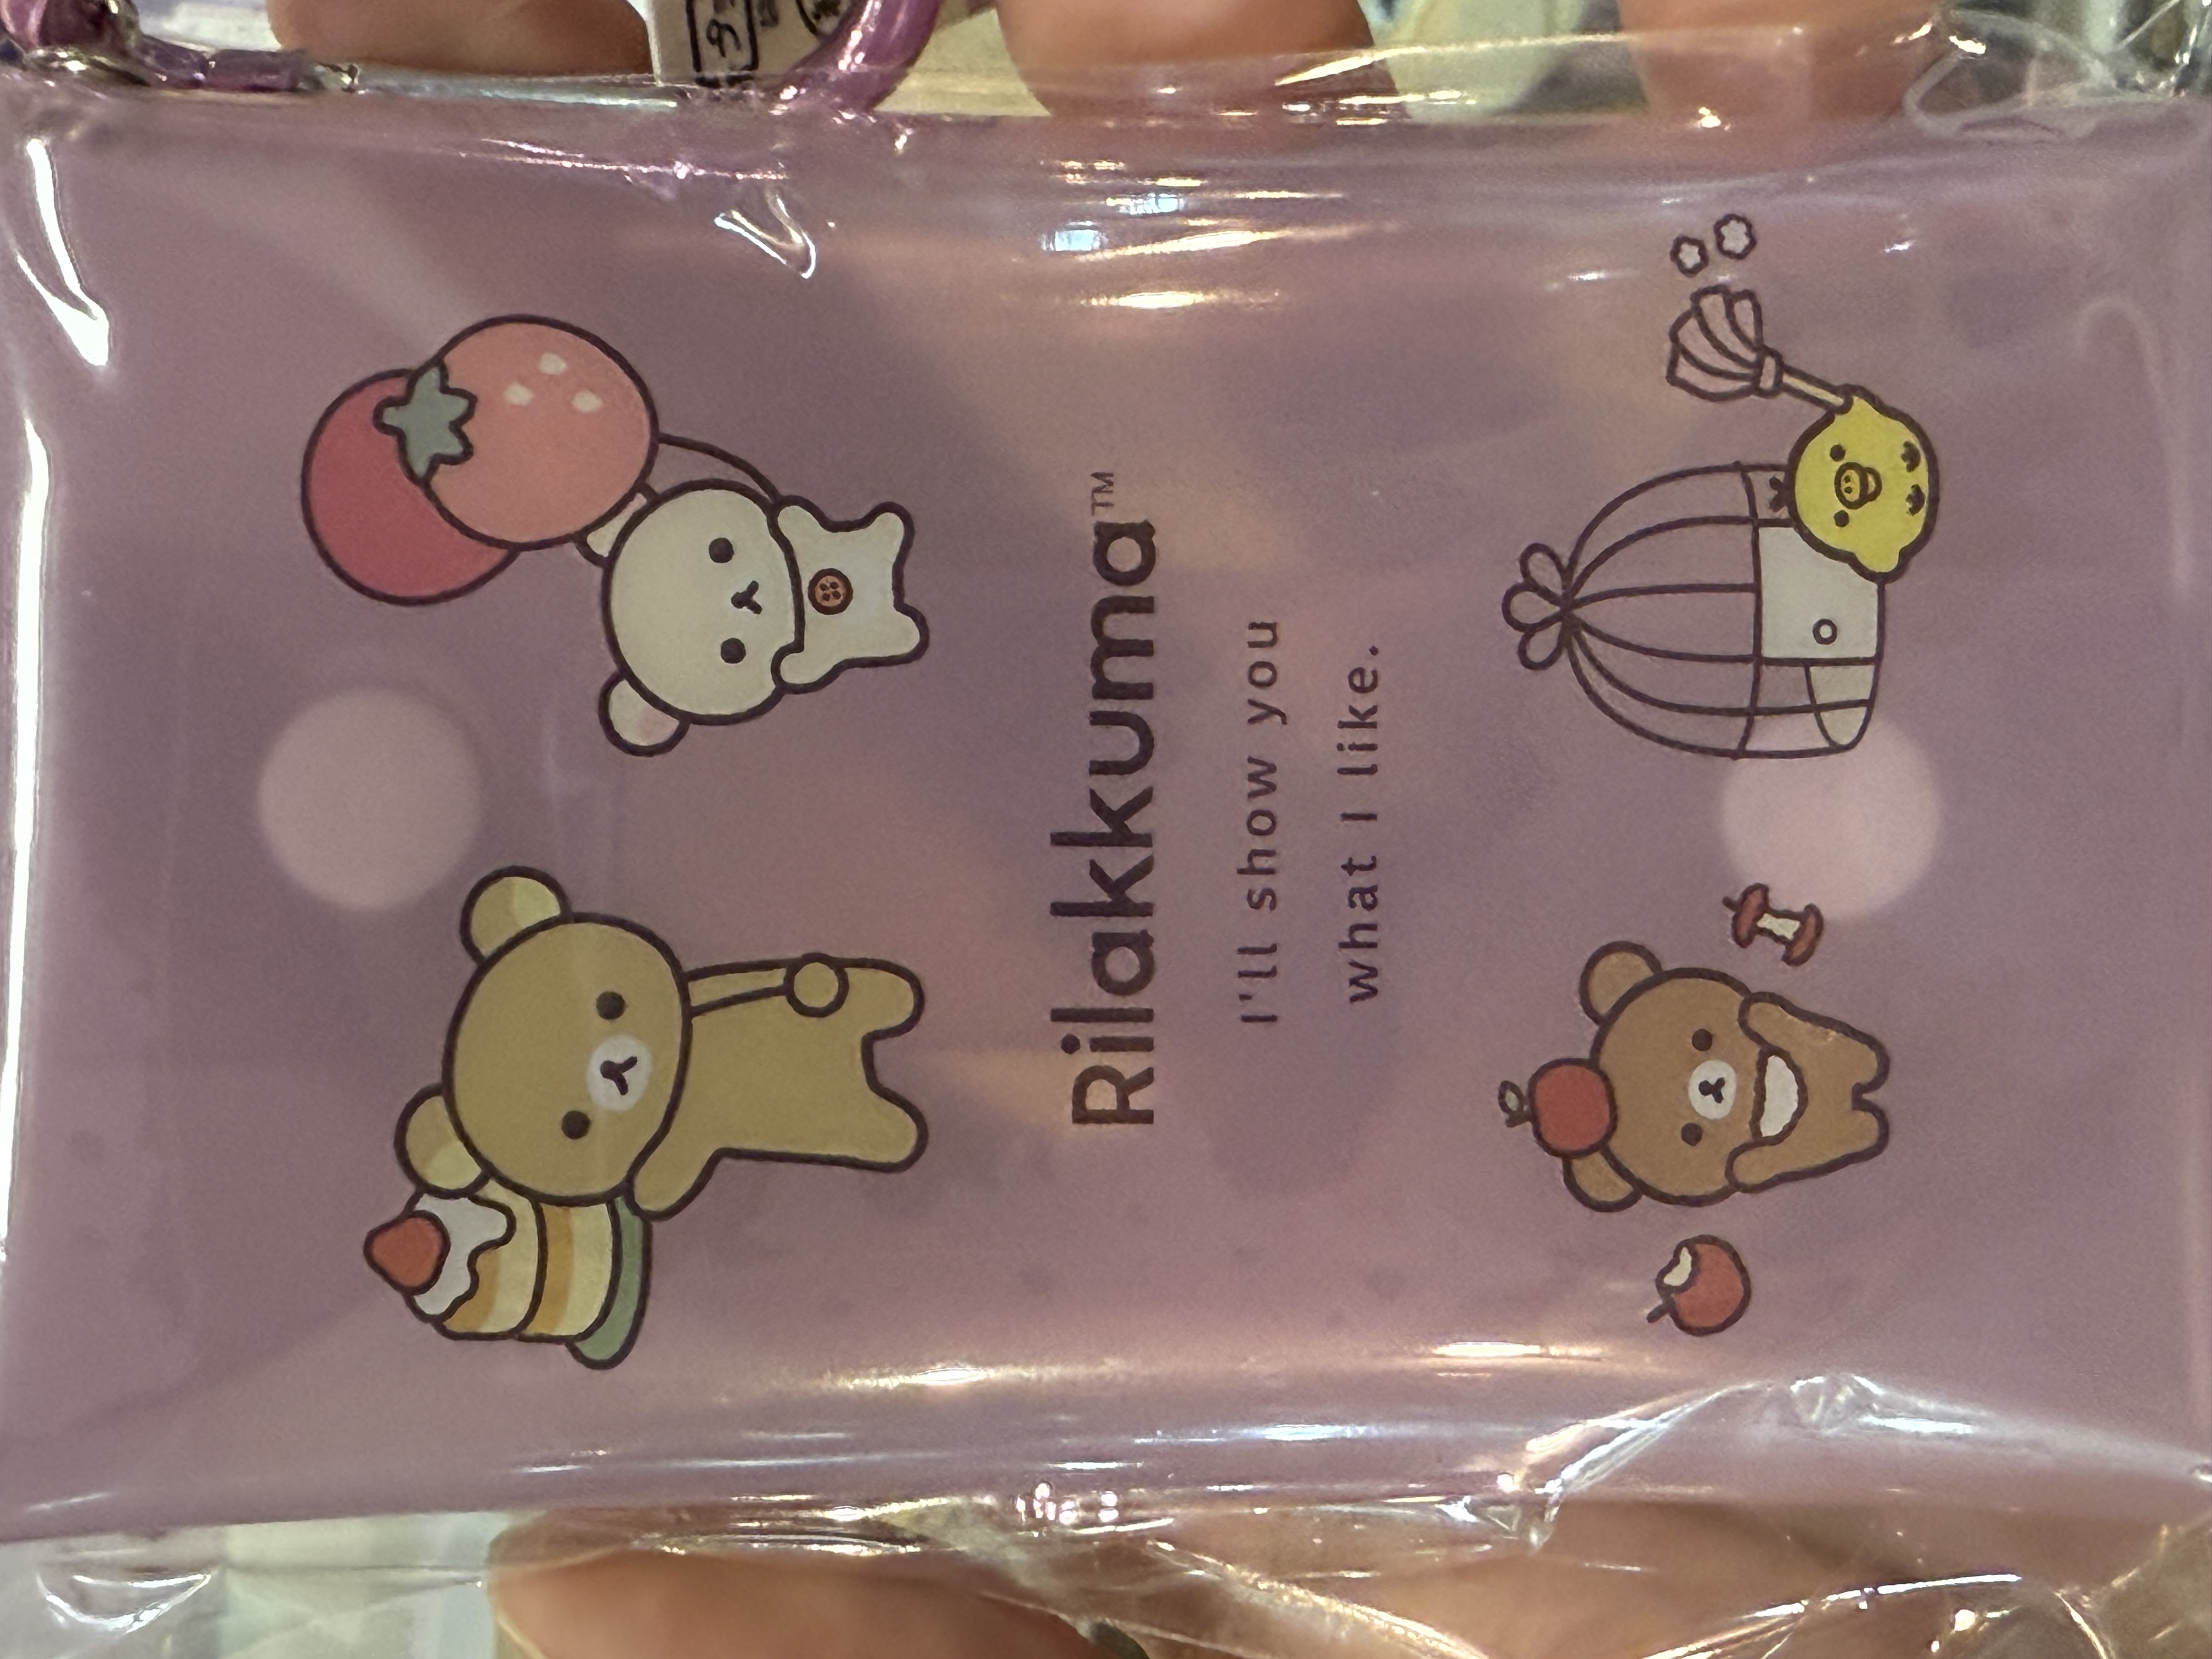 Rilakkuma™
I'll show you
what I like.